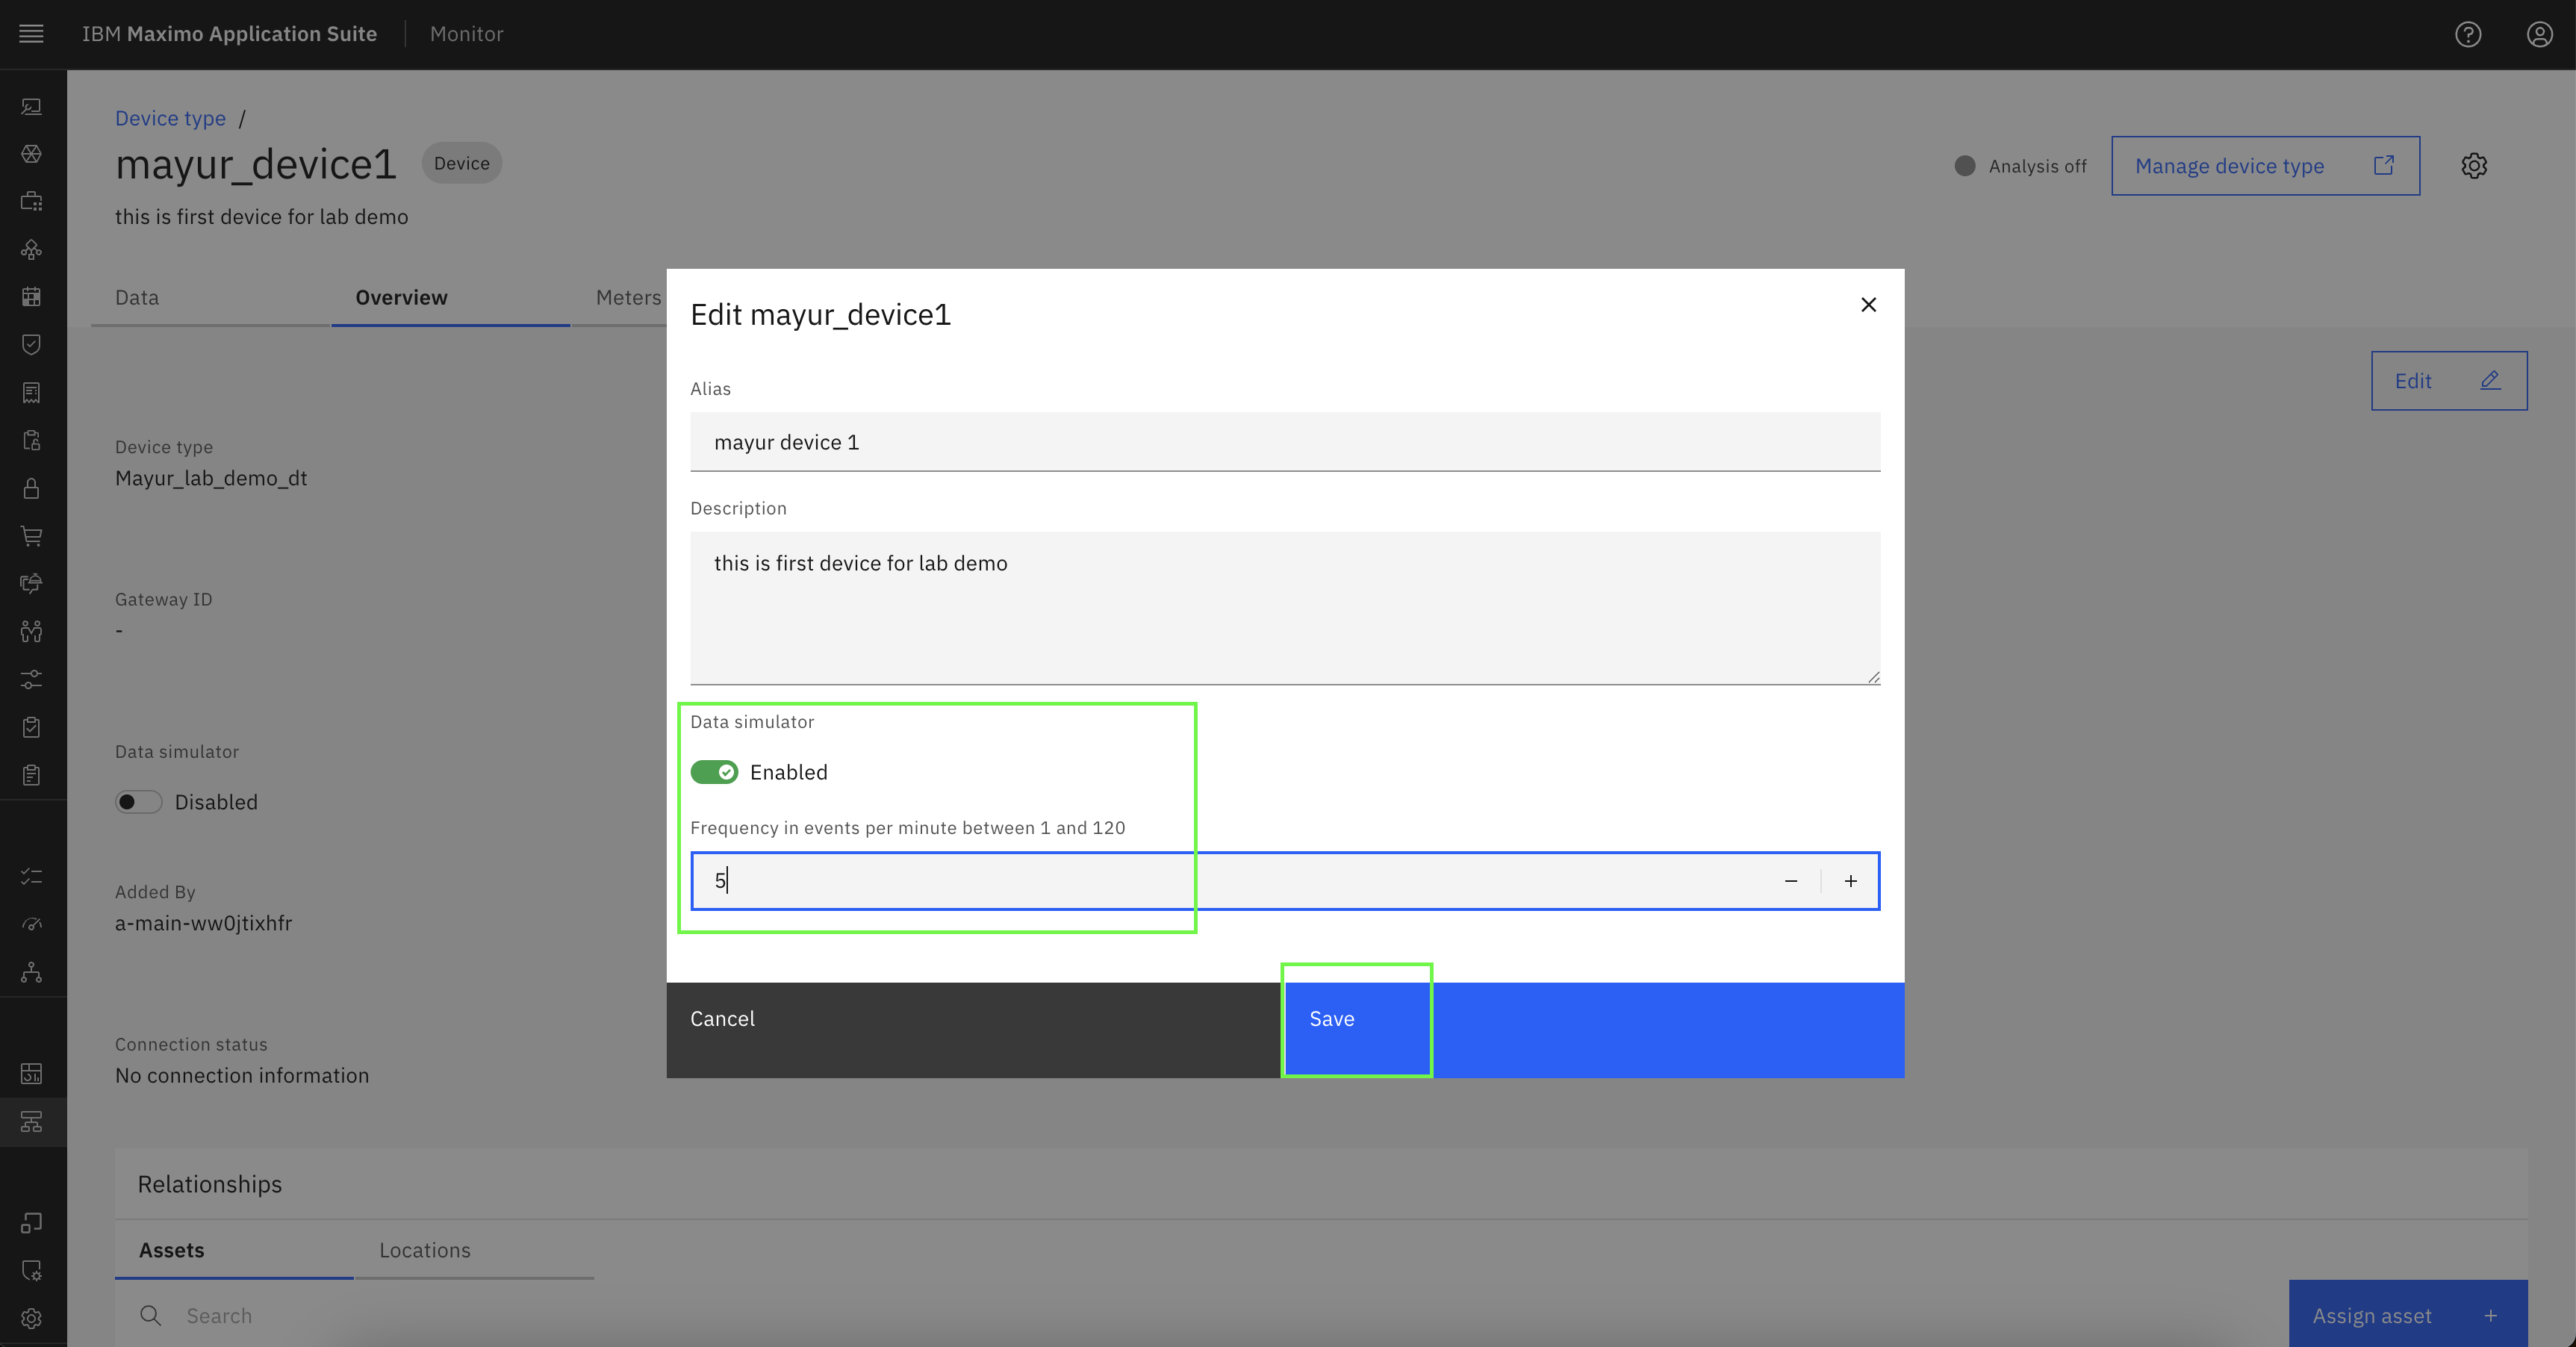 IBM Maximo Application Suite
Monitor
Device type /
mayur_device1
Device
this is first device for lab demo
Analysis off
Manage device type
Data
Overview
Meters
Edit
Device type
Mayur_lab_demo_dt
Gateway ID
-
Data simulator
Disabled
Added By
a-main-ww0jtixhfr
Connection status
No connection information
Edit mayur_device1
Alias
mayur device 1
Description
this is first device for lab demo
Data simulator
Enabled
Frequency in events per minute between 1 and 120
5
Cancel
Save
Relationships
Assets
Locations
Search
Assign asset +